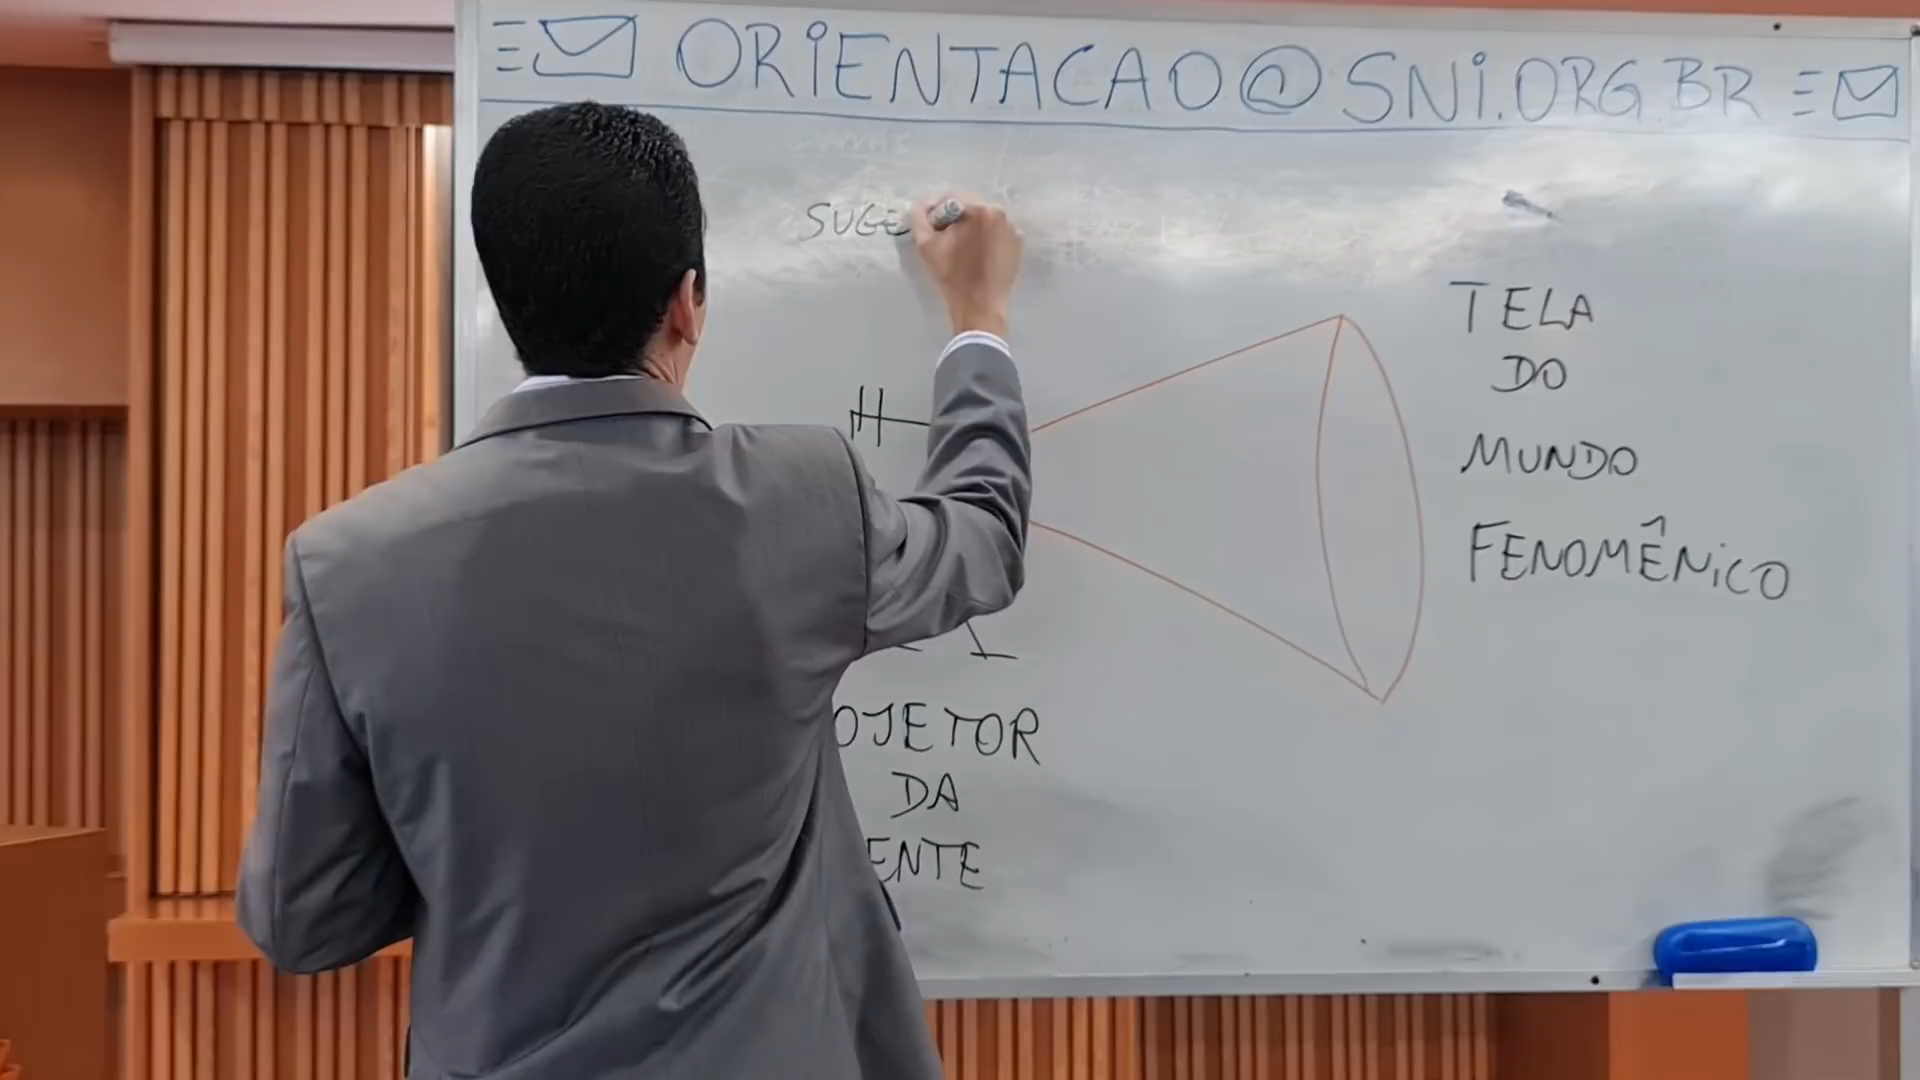 ORIENTACAO@SNI.ORG.BR
SUGE
TELA
DO
MUNDO
FENOMÊNICO
OJETOR
DA
ENTE